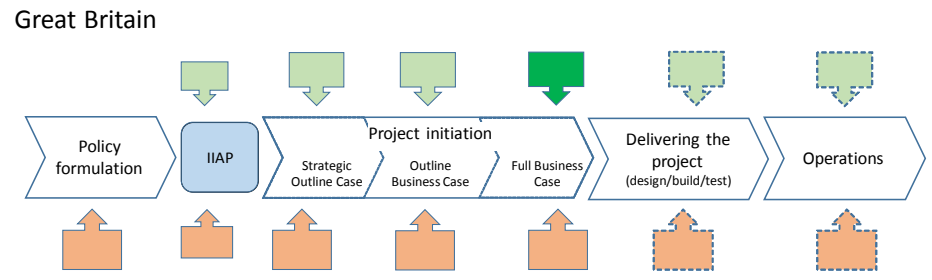 Great Britain
Policy
formulation
IIAP
Project initiation
Strategic
Outline Case
Outline
Business Case
Full Business
Case
Delivering the
project
(design/build/test)
Operations